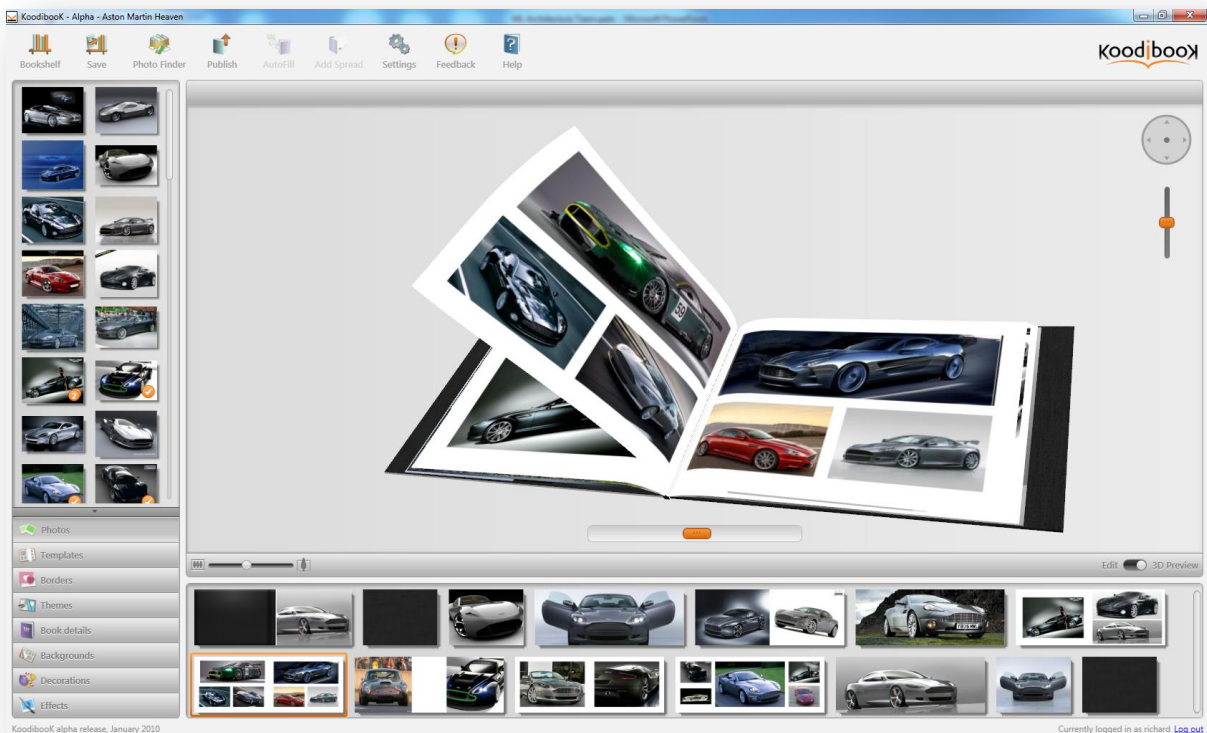 KoodibooK - Alpha - Aston Martin Heaven
Bookshelf
Save
Photo Finder
Publish
AutoFill
Add Spread
Settings
Feedback
Help
KoodibooK
59
Photos
Templates
Borders
Themes
Book details
Backgrounds
Decorations
Effects
2
Edit
3D Preview
KoodibooK alpha release, January 2010
Currently logged in as richard Log out